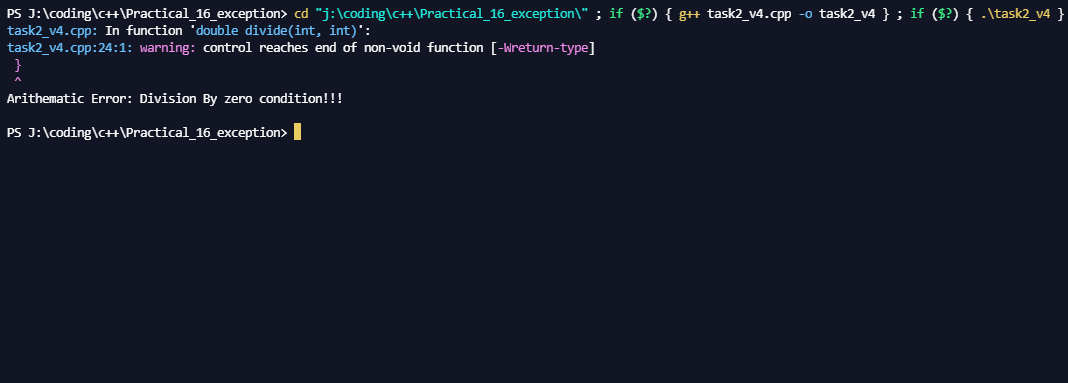 PS J:\coding\c++\Practical_16_exception> cd "j:\coding\c++\Practical_16_exception\" ; if ($?) { g++ task2_v4.cpp -o task2_v4 } ; if ($?) { .\task2_v4 }
task2_v4.cpp: In function 'double divide(int, int)':
task2_v4.cpp:24:1: warning: control reaches end of non-void function [-Wreturn-type]
 }
 ^
Arithematic Error: Division By zero condition!!!
PS J:\coding\c++\Practical_16_exception>